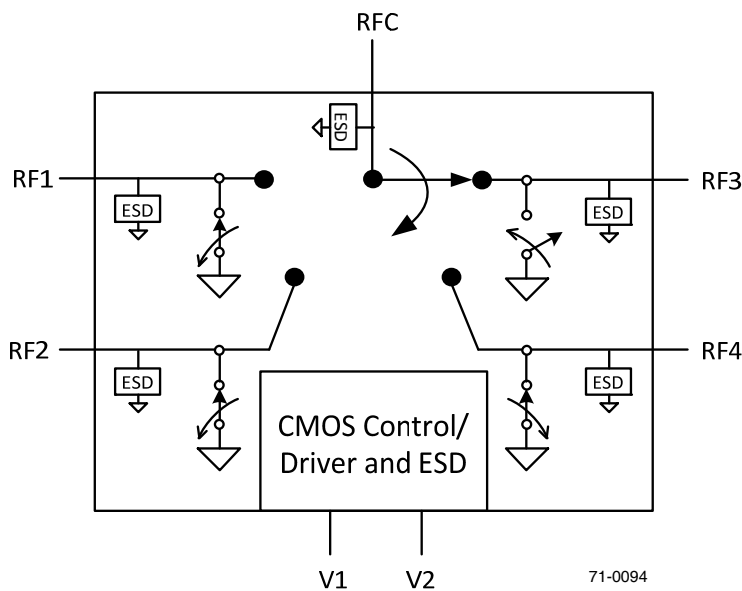 RFC
ESD
RF1
RF3
ESD
ESD
RF2
RF4
ESD
ESD
CMOS Control/
Driver and ESD
V1
V2
71-0094